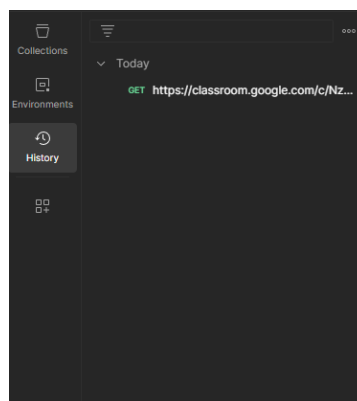 Collections
Environments
History
Today
GET https://classroom.google.com/c/Nz...